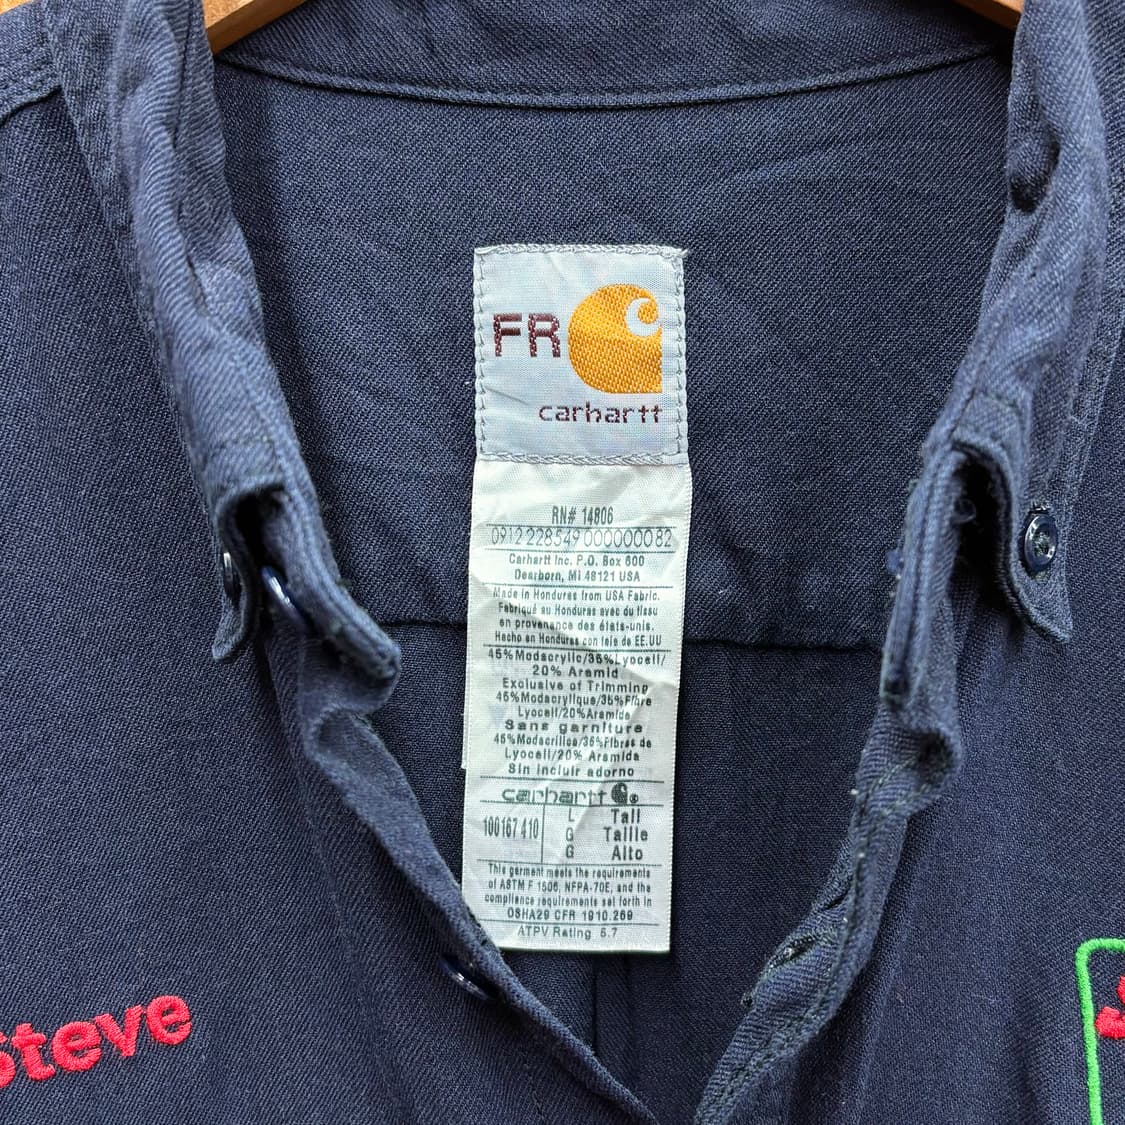 FR
carhartt
RN# 14806
0912 228549 000000082
Carhartt Inc. P.O. Box 600
Dearborn, MI 48121 USA
Made in Honduras from USA Fabric.
Fabriqué au Honduras avec du tissu
en provenance des états-unis.
Hecho en Honduras con tela de EE.UU
45%Modacrylic/35%Lyocell/
20% Aramid
Exclusive of Trimming
45%Modacrylique/35%Fibre
Lyocell/20%Aramide
Sans garniture
45%Modacrilico/35%Fibras de
Lyocell/20% Aramida
Sin incluir adorno
carhartt
100167 410
L Tall
G Taille
G Alto
This garment meets the requirements
of ASTM F 1506, NFPA-70E, and the
compliance requirements set forth in
OSHA29 CFR 1910.269
ATPV Rating 6.7
Steve